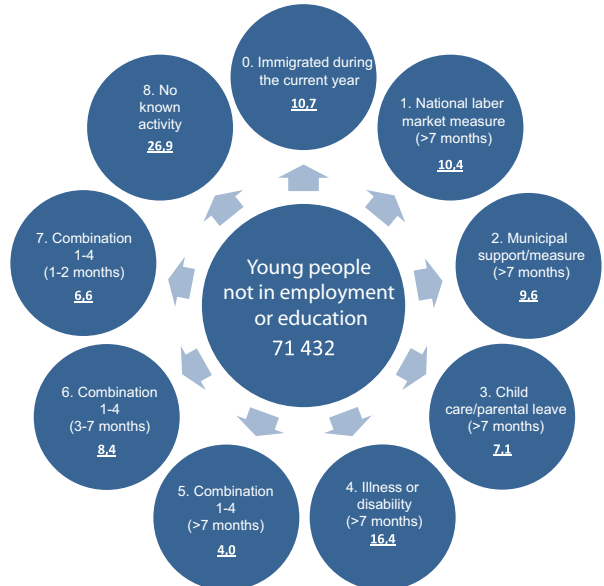 0. Immigrated during
the current year
10,7
1. National laber
market measure
(>7 months)
10,4
2. Municipal
support/measure
(>7 months)
9,6
3. Child
care/parental leave
(>7 months)
7,1
4. Illness or
disability
(>7 months)
16,4
5. Combination
1-4
(>7 months)
4,0
6. Combination
1-4
(3-7 months)
8,4
7. Combination
1-4
(1-2 months)
6,6
8. No
known
activity
26,9
Young people
not in employment
or education
71 432